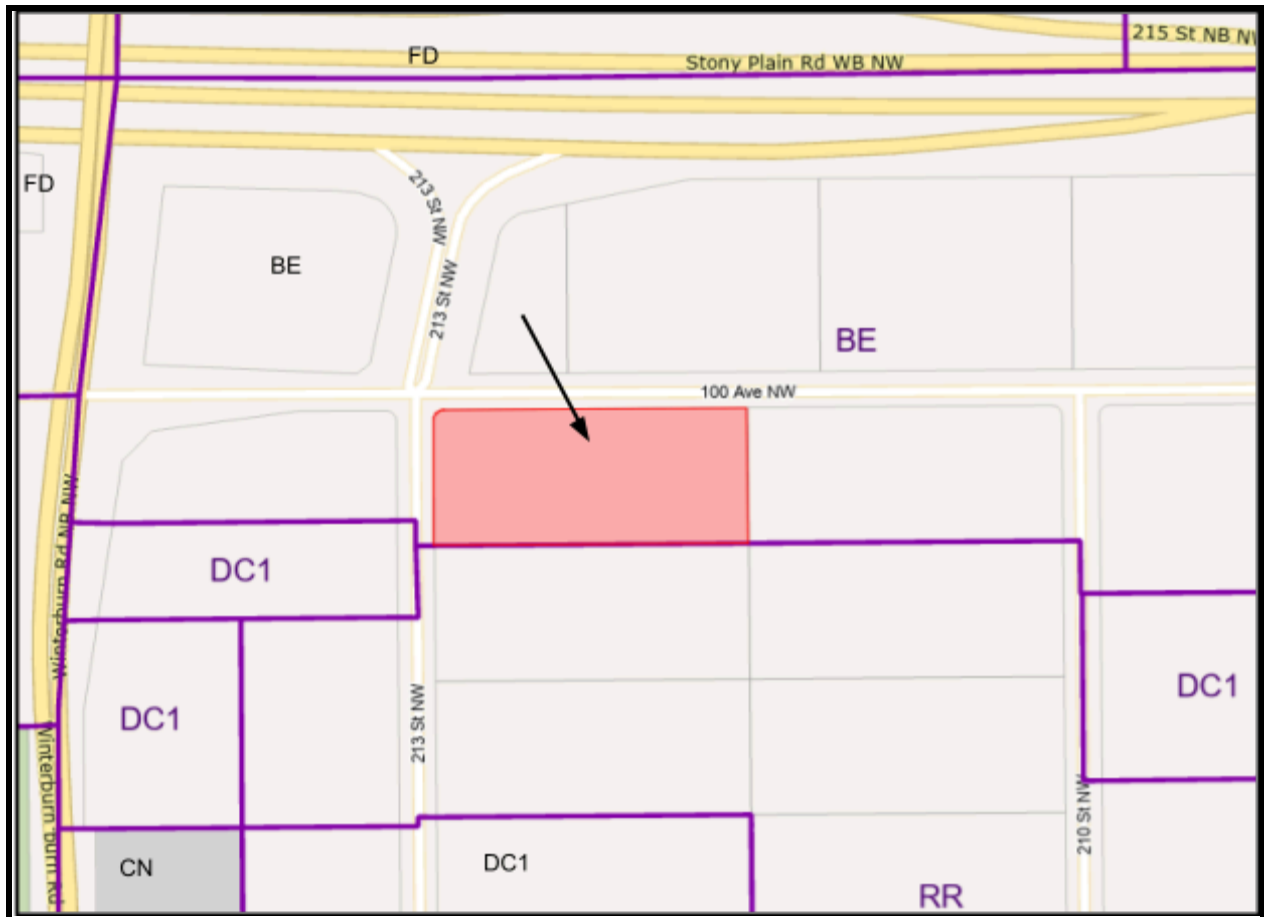 215 St NB NW
FD
Stony Plain Rd WB NW
FD
213 St NW
BE
213 St NW
BE
100 Ave NW
Winterburn Rd NB NW
DC1
DC1
DC1
213 St NW
Winterburn Rd
210 St NW
CN
DC1
RR